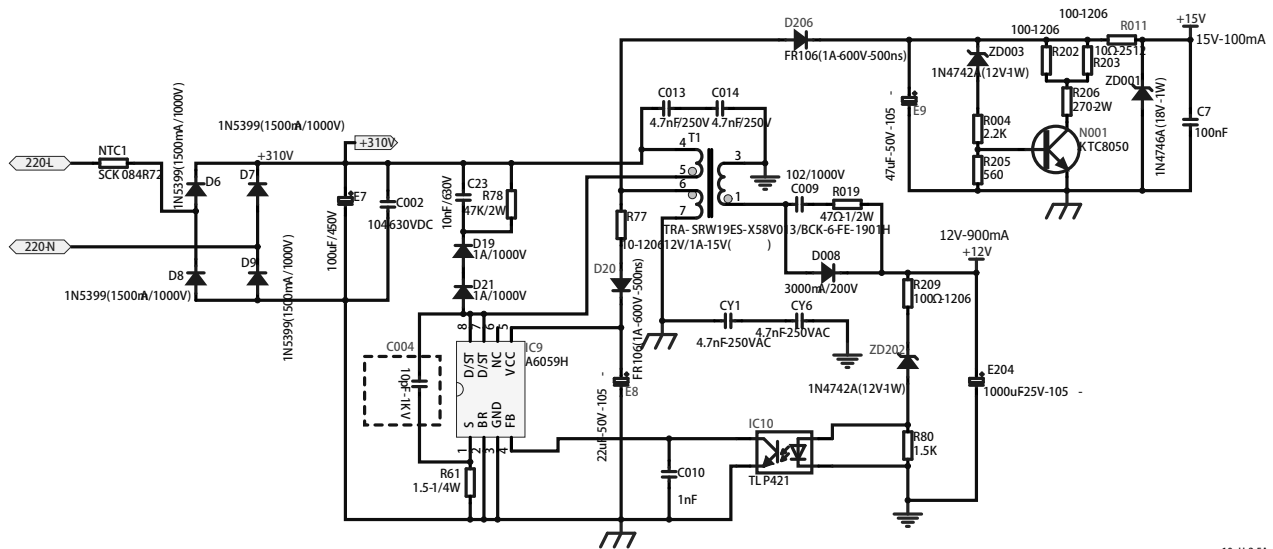 D206
FR106(1A-600V-500ns)
100-1206
100-1206
R011
10Ω-2512
+15V
15V-100mA
ZD003
1N4742A(12V-1W)
R202
R203
ZD001
1N4746A(18V-1W)
R206
270-2W
C7
100nF
47uF-50V-105
E9
R004
2.2K
R205
560
N001
KTC8050
C013
C014
4.7nF/250V
4.7nF/250V
T1
4
5
6
7
3
1
1N5399(1500mA/1000V)
1N5399(1500mA/1000V)
+310V
+310V
220-L
NTC1
SCK 084R72
D6
D7
220-N
D8
D9
1N5399(1500mA/1000V)
1N5399(1500mA/1000V)
E7
100uF/450V
C002
104-630VDC
C23
10nF/630V
R78
47K/2W
D19
1A/1000V
D21
1A/1000V
R77
10-1206
12V/1A-15V( )
TRA- SRW19ES-X58V013/BCK-6-FE-1901H
102/1000V
C009
R019
47Ω-1/2W
D20
FR106(1A-600V-500ns)
D008
3000mA/200V
12V-900mA
+12V
R209
100Ω-1206
CY1
CY6
4.7nF-250VAC
4.7nF-250VAC
ZD202
1N4742A(12V-1W)
E204
1000uF25V-105 -
C004
10pF-1KV
8 7 6 5
D/ST
D/ST
NC
VCC
IC9
A6059H
S
BR
GND
FB
1 2 3 4
E8
22uF-50V-105 -
R61
1.5-1/4W
C010
1nF
IC10
TLP421
R80
1.5K